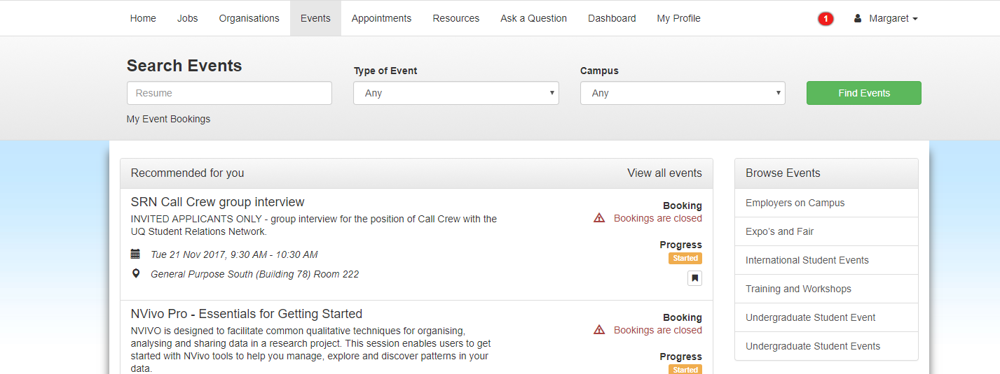 Home Jobs Organisations Events Appointments Resources Ask a Question Dashboard My Profile 1 Margaret
Search Events
Type of Event
Campus
Resume
Any
Any
Find Events
My Event Bookings
Recommended for you
View all events
SRN Call Crew group interview
INVITED APPLICANTS ONLY - group interview for the position of Call Crew with the
UQ Student Relations Network.
Tue 21 Nov 2017, 9:30 AM - 10:30 AM
General Purpose South (Building 78) Room 222
Booking
Bookings are closed
Progress
Started
NVivo Pro - Essentials for Getting Started
NVIVO is designed to facilitate common qualitative techniques for organising,
analysing and sharing data in a research project. This session enables users to get
started with NVivo tools to help you manage, explore and discover patterns in your
data.
Booking
Bookings are closed
Progress
Started
Browse Events
Employers on Campus
Expo's and Fair
International Student Events
Training and Workshops
Undergraduate Student Event
Undergraduate Student Events